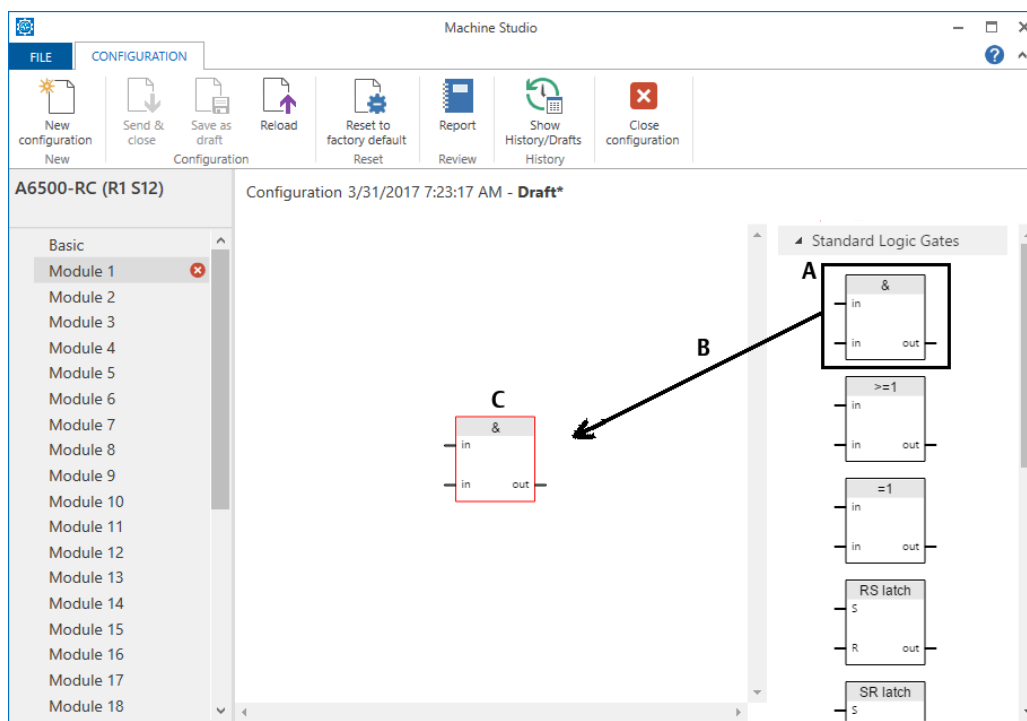 Machine Studio
FILE
CONFIGURATION
New
configuration
Send &
close
Save as
draft
Reload
Reset to
factory default
Report
Show
History/Drafts
Close
configuration
New
Configuration
Reset
Review
History
A6500-RC (R1 S12)
Configuration 3/31/2017 7:23:17 AM - Draft*
Basic
Module 1
Module 2
Module 3
Module 4
Module 5
Module 6
Module 7
Module 8
Module 9
Module 10
Module 11
Module 12
Module 13
Module 14
Module 15
Module 16
Module 17
Module 18
C
&
in
in out
B
Standard Logic Gates
A
&
in
in out
>=1
in
in out
=1
in
in out
RS latch
S
R out
SR latch
S